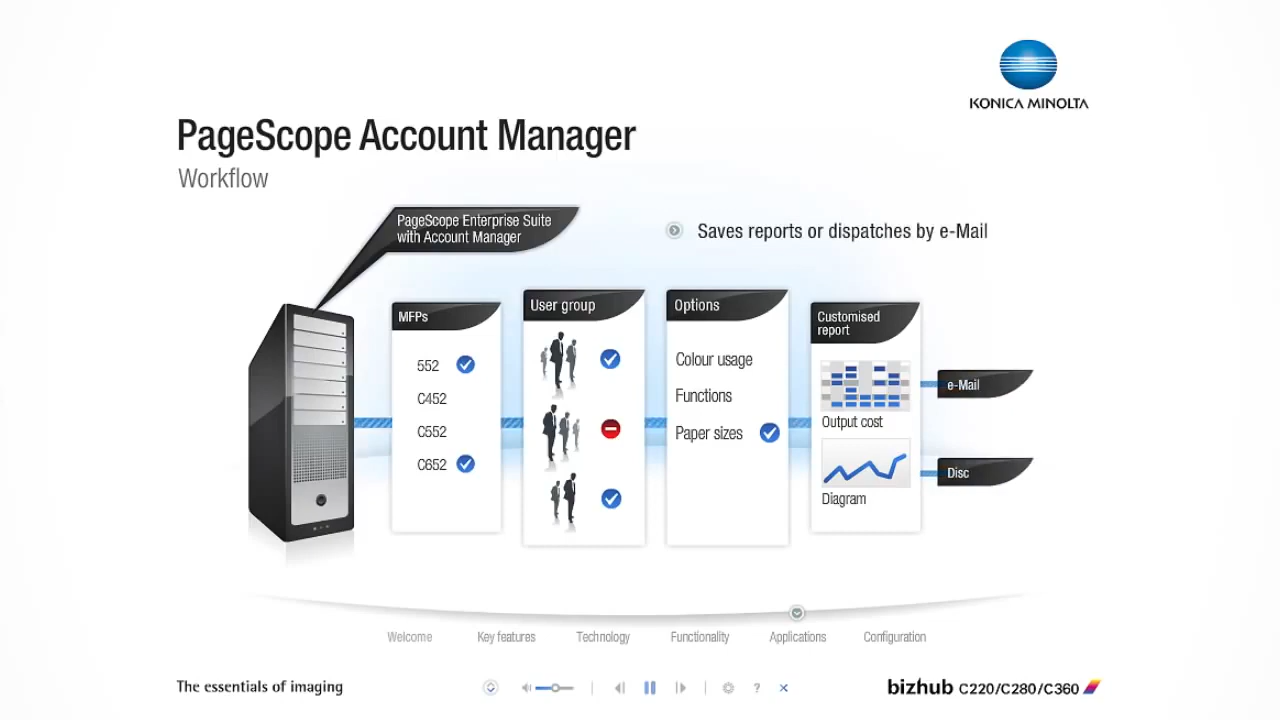 KONICA MINOLTA
PageScope Account Manager
Workflow
PageScope Enterprise Suite
with Account Manager
Saves reports or dispatches by e-Mail
MFPs
552
C452
C552
C652
User group
Options
Colour usage
Functions
Paper sizes
Customised
report
Output cost
Diagram
e-Mail
Disc
Welcome
Key features
Technology
Functionality
Applications
Configuration
The essentials of imaging
?
bizhub C220/C280/C360